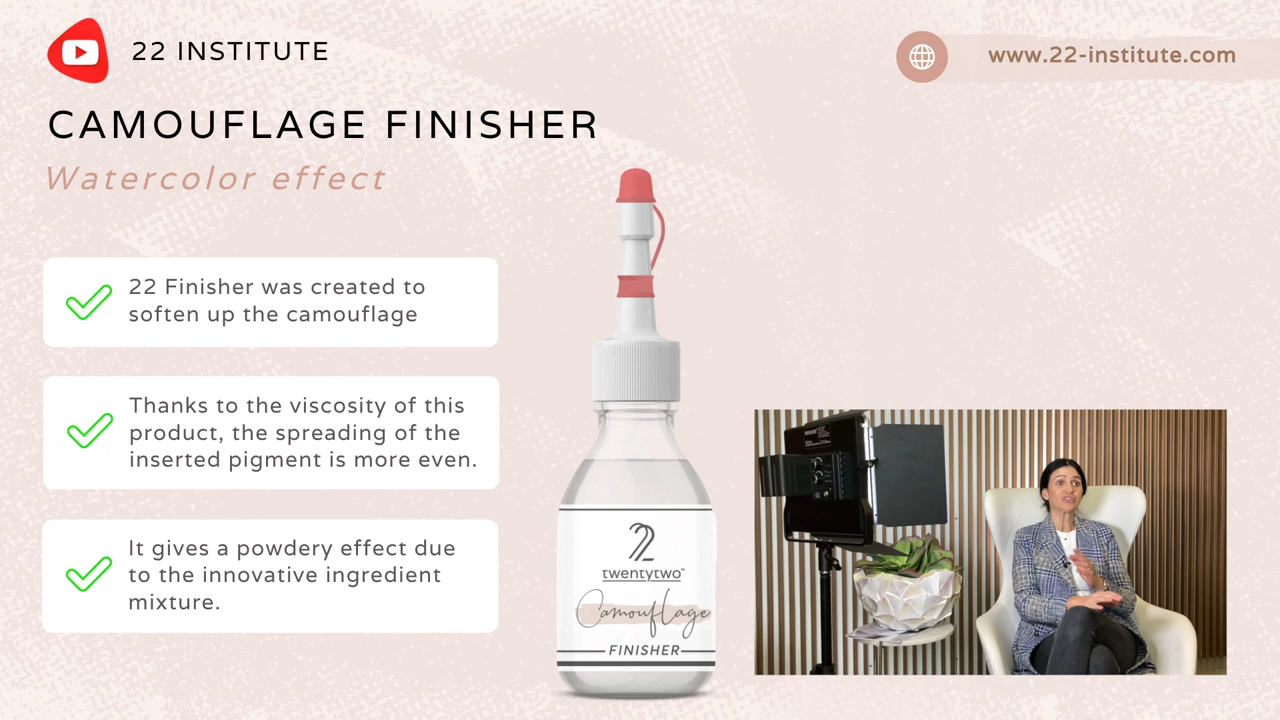 22 INSTITUTE
www.22-institute.com
CAMOUFLAGE FINISHER
Watercolor effect
22 Finisher was created to
soften up the camouflage
Thanks to the viscosity of this
product, the spreading of the
inserted pigment is more even.
It gives a powdery effect due
to the innovative ingredient
mixture.
22
twentytwo™
Camouflage
FINISHER